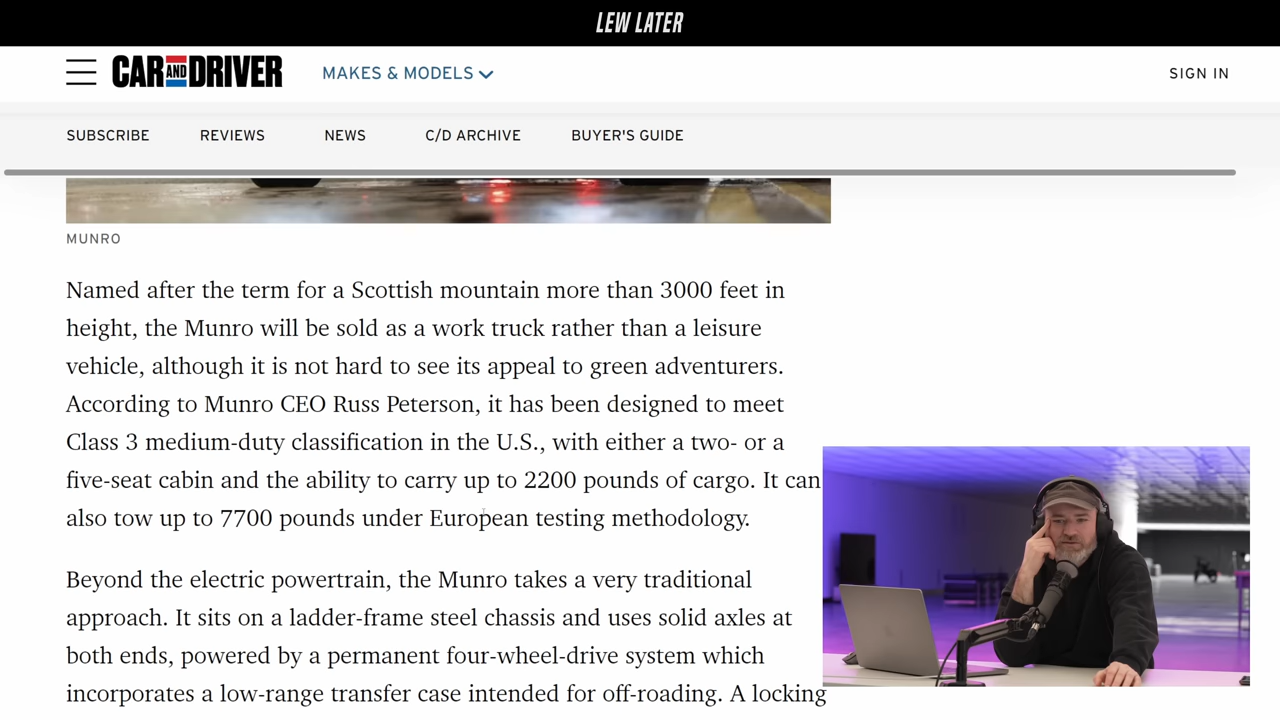 LEW LATER
CAR AND DRIVER
MAKES & MODELS
SIGN IN
SUBSCRIBE
REVIEWS
NEWS
C/D ARCHIVE
BUYER'S GUIDE
MUNRO
Named after the term for a Scottish mountain more than 3000 feet in
height, the Munro will be sold as a work truck rather than a leisure
vehicle, although it is not hard to see its appeal to green adventurers.
According to Munro CEO Russ Peterson, it has been designed to meet
Class 3 medium-duty classification in the U.S., with either a two- or a
five-seat cabin and the ability to carry up to 2200 pounds of cargo. It can
also tow up to 7700 pounds under European testing methodology.
Beyond the electric powertrain, the Munro takes a very traditional
approach. It sits on a ladder-frame steel chassis and uses solid axles at
both ends, powered by a permanent four-wheel-drive system which
incorporates a low-range transfer case intended for off-roading. A locking